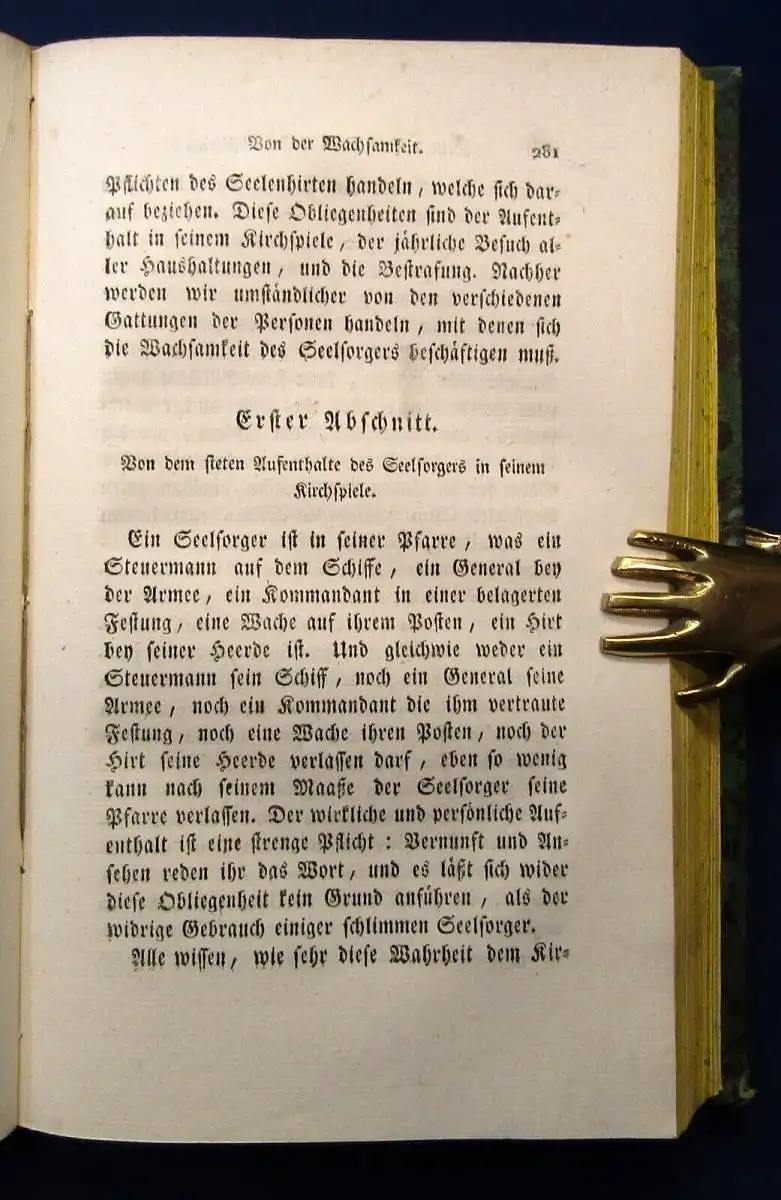 Von der Wachsamkeit. 281
Pflichten des Seelenhirten handeln, welche sich dar-
auf beziehen. Diese Obliegenheiten sind der Aufent-
halt in seinem Kirchspiele, der jährliche Besuch al-
ler Haushaltungen, und die Bestrafung. Nachher
werden wir umständlicher von den verschiedenen
Gattungen der Personen handeln, mit denen sich
die Wachsamkeit des Seelsorgers beschäftigen muß.
Erster Abschnitt.
Von dem steten Aufenthalte des Seelsorgers in seinem
Kirchspiele.
Ein Seelsorger ist in seiner Pfarre, was ein
Steuermann auf dem Schiffe, ein General bey
der Armee, ein Kommandant in einer belagerten
Festung, eine Wache auf ihrem Posten, ein Hirt
bey seiner Heerde ist. Und gleichwie weder ein
Steuermann sein Schiff, noch ein General seine
Armee, noch ein Kommandant die ihm vertraute
Festung, noch eine Wache ihren Posten, noch der
Hirt seine Heerde verlassen darf, eben so wenig
kann nach seinem Maaße der Seelsorger seine
Pfarre verlassen. Der wirkliche und persönliche Auf-
enthalt ist eine strenge Pflicht: Vernunft und An-
sehen reden ihr das Wort, und es läßt sich wider
diese Obliegenheit kein Grund anführen, als der
widrige Gebrauch einiger schlimmen Seelsorger.
Alle wissen, wie sehr diese Wahrheit dem Kir-